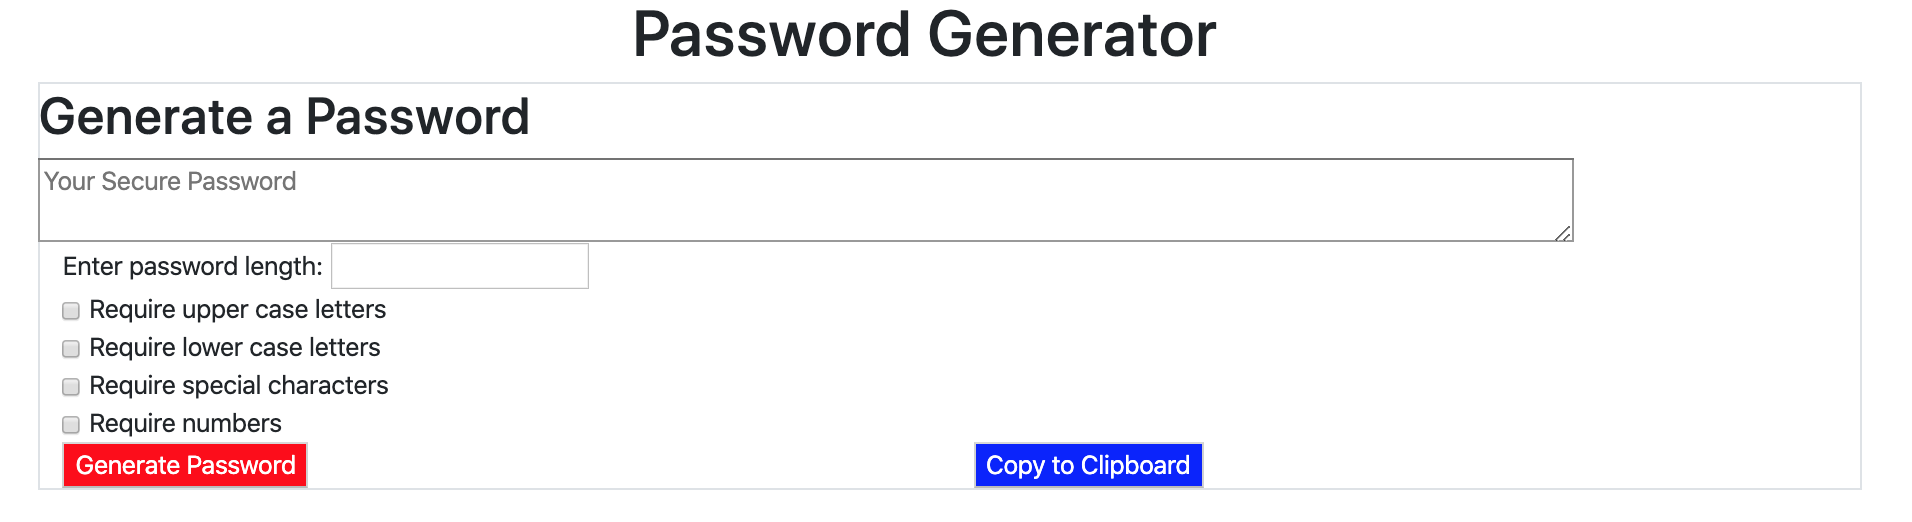 Password Generator
Generate a Password
Your Secure Password
Enter password length:
Require upper case letters
Require lower case letters
Require special characters
Require numbers
Generate Password Copy to Clipboard